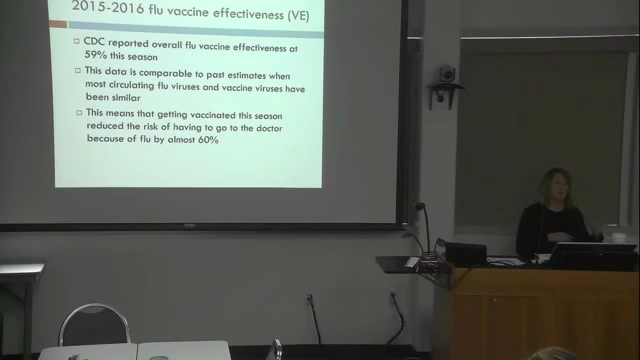 2015-2016 flu vaccine effectiveness (VE)
CDC reported overall flu vaccine effectiveness at
59% this season
This data is comparable to past estimates when
most circulating flu viruses and vaccine viruses have
been similar
This means that getting vaccinated this season
reduced the risk of having to go to the doctor
because of flu by almost 60%